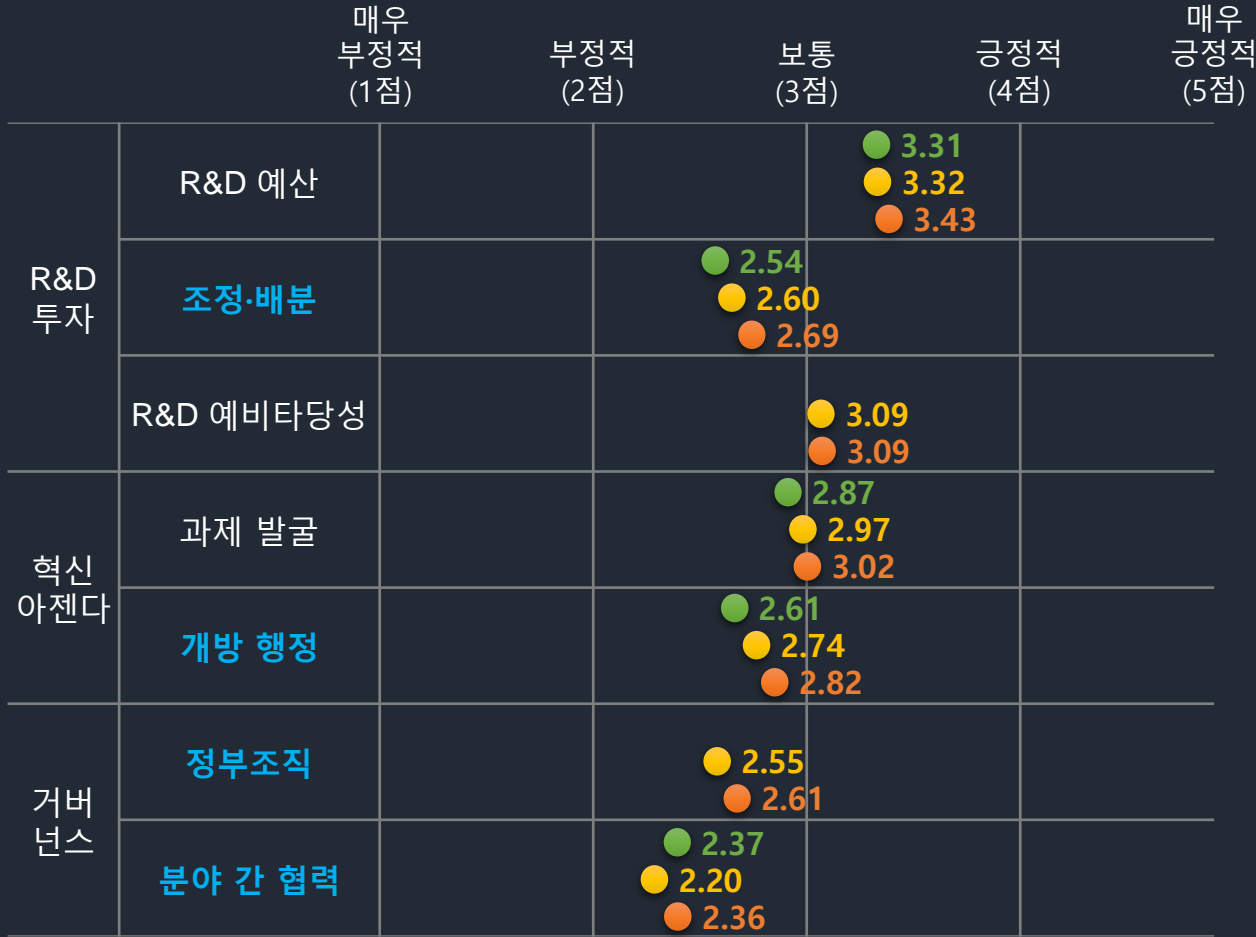 매우
부정적
(1점)
부정적
(2점)
보통
(3점)
긍정적
(4점)
매우
긍정적
(5점)
R&D
투자
R&D 예산
3.31
3.32
3.43
조정·배분
2.54
2.60
2.69
R&D 예비타당성
3.09
3.09
혁신
아젠다
과제 발굴
2.87
2.97
3.02
개방 행정
2.61
2.74
2.82
거버
넌스
정부조직
2.55
2.61
분야 간 협력
2.37
2.20
2.36